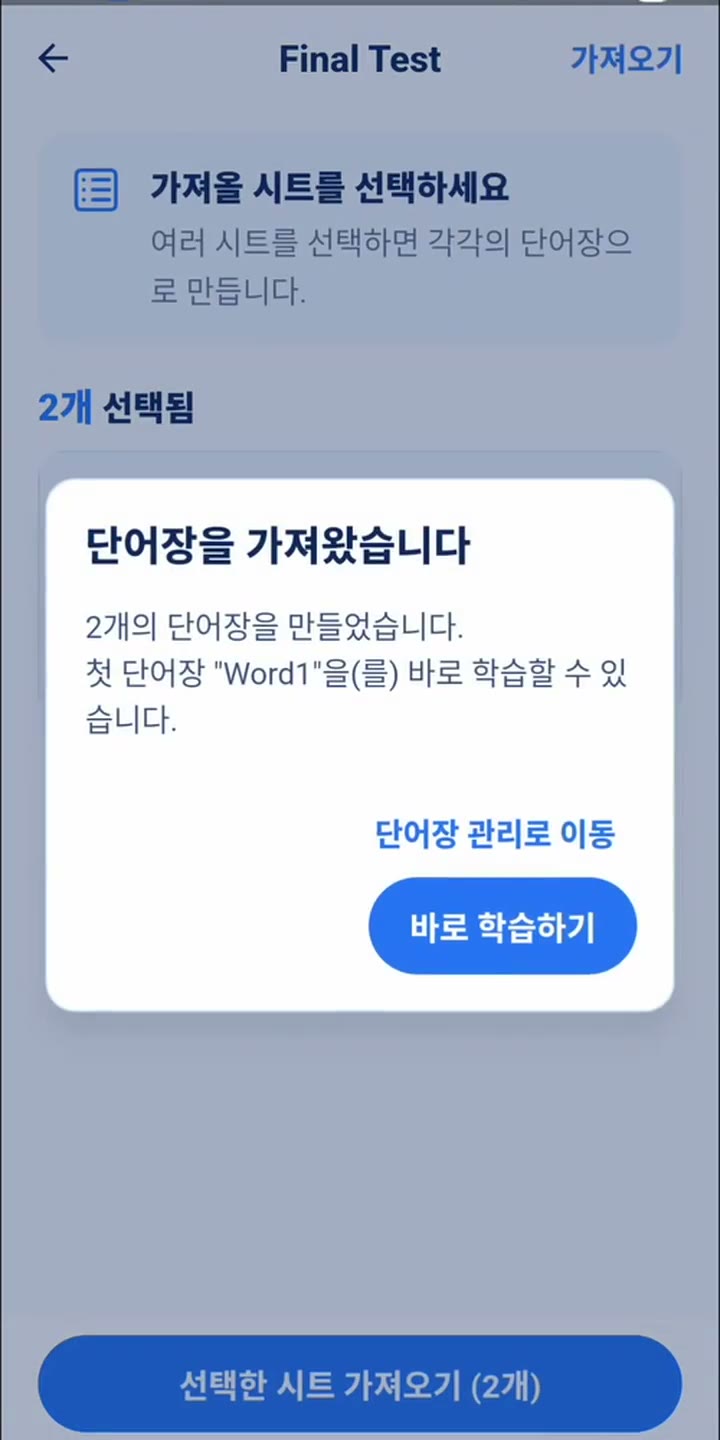 Final Test
가져오기
가져올 시트를 선택하세요
여러 시트를 선택하면 각각의 단어장으
로 만듭니다.
2개 선택됨
단어장을 가져왔습니다
2개의 단어장을 만들었습니다.
첫 단어장 "Word1"을(를) 바로 학습할 수 있
습니다.
단어장 관리로 이동
바로 학습하기
선택한 시트 가져오기 (2개)